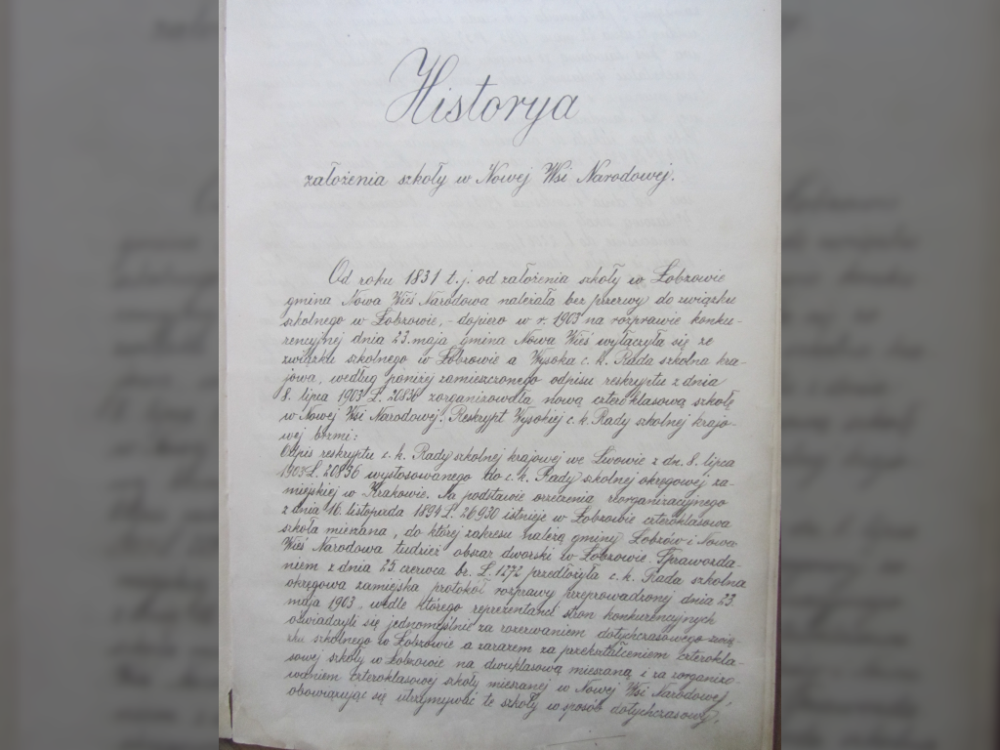 Historya
założenia szkoły w Nowej Wsi Narodowej.
Od roku 1831 t.j. od założenia szkoły w Łobzowie
gmina Nowa Wieś Narodowa należała bez przerwy do związku
szkolnego w Łobzowie, - dopiero w r. 1903 na rozprawie konku-
rencyjnej dnia 23. maja gmina Nowa Wieś wyłączyła się ze
związku szkolnego w Łobzowie a Wysoka c. k. Rada szkolna kra-
jowa, według poniżej zamieszczonego odpisu reskryptu z dnia
8. lipca 1903 L. 20836 zorganizowała nową czteroklasową szkołę
w Nowej Wsi Narodowej. Reskrypt Wysokiej c. k. Rady szkolnej krajo-
wej brzmi:
Odpis reskryptu c. k. Rady szkolnej krajowej we Lwowie z dn. 8. lipca
1903 L. 20836 wystosowanego do c. k. Rady szkolnej okręgowej za-
miejskiej w Krakowie. Na podstawie orzeczenia reorganizacyjnego
z dnia 16. listopada 1894 L. 26930 istnieje w Łobzowie czteroklasowa
szkoła mieszana, do której zakresu należą gminy Łobzów i Nowa
Wieś Narodowa tudzież obszar dworski w Łobzowie. Sprawozda-
niem z dnia 25. czerwca br. L. 1272 przedłożyła c. k. Rada szkolna
okręgowa zamiejska protokół rozprawy przeprowadzonej dnia 23.
maja 1903, wedle którego reprezentanci stron konkurencyjnych
oświadczyli się jednomyślnie za rozerwaniem dotychczasowego związ-
ku szkolnego w Łobzowie a zarazem za przekształceniem czterokla-
sowej szkoły w Łobzowie na dwuklasową mieszaną i za zorganizo-
waniem czteroklasowej szkoły mieszanej w Nowej Wsi Narodowej,
obowiązując się utrzymywać te szkoły w sposób dotychczasowy,